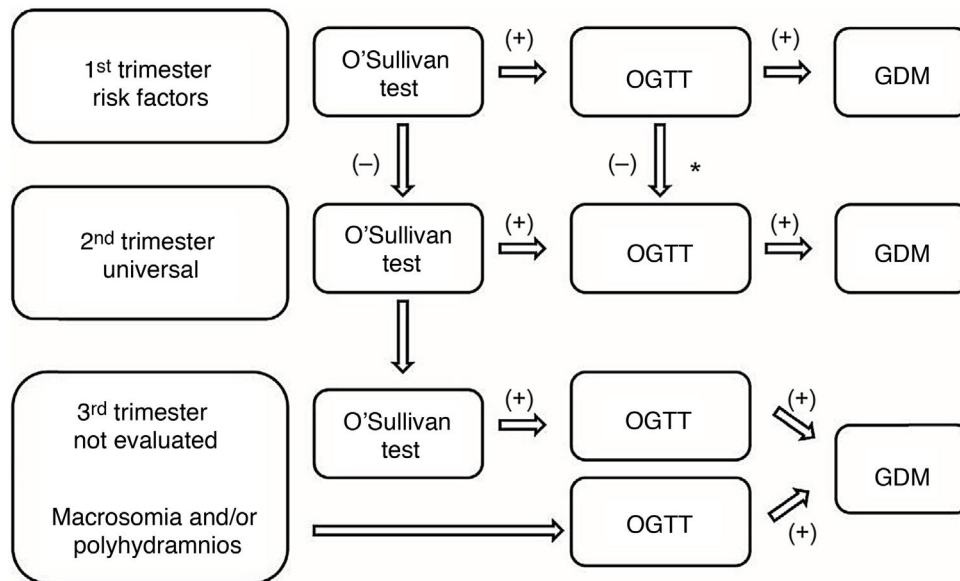 1st trimester
risk factors
O’Sullivan
test
(+)
OGTT
(+)
GDM
(–)
(–)
*
2nd trimester
universal
O’Sullivan
test
(+)
OGTT
(+)
GDM
3rd trimester
not evaluated
O’Sullivan
test
(+)
OGTT
(+)
GDM
Macrosomia and/or
polyhydramnios
OGTT
(+)